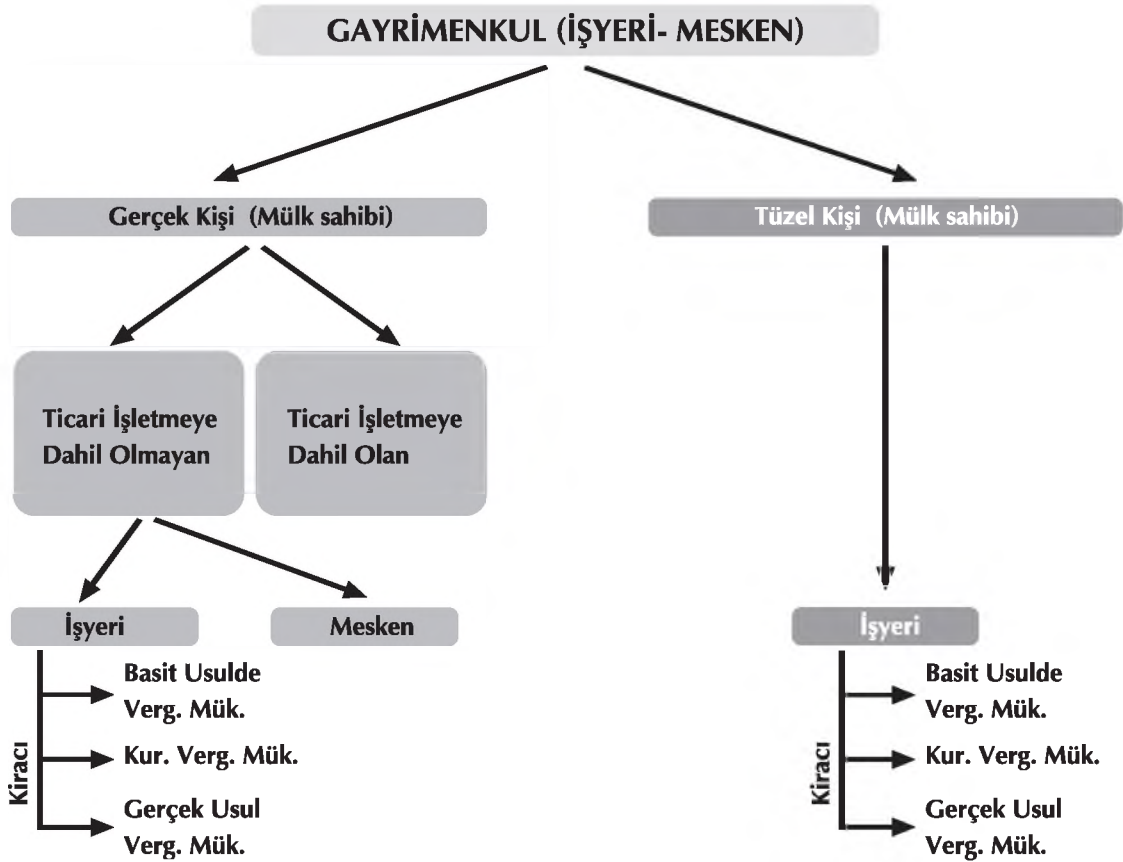 GAYRİMENKUL (İŞYERİ- MESKEN)
Gerçek Kişi (Mülk sahibi)
Tüzel Kişi (Mülk sahibi)
Ticari İşletmeye
Dahil Olmayan
Ticari İşletmeye
Dahil Olan
İşyeri
Mesken
Kiracı
Basit Usulde
Verg. Mük.
Kur. Verg. Mük.
Gerçek Usul
Verg. Mük.
İşyeri
Kiracı
Basit Usulde
Verg. Mük.
Kur. Verg. Mük.
Gerçek Usul
Verg. Mük.